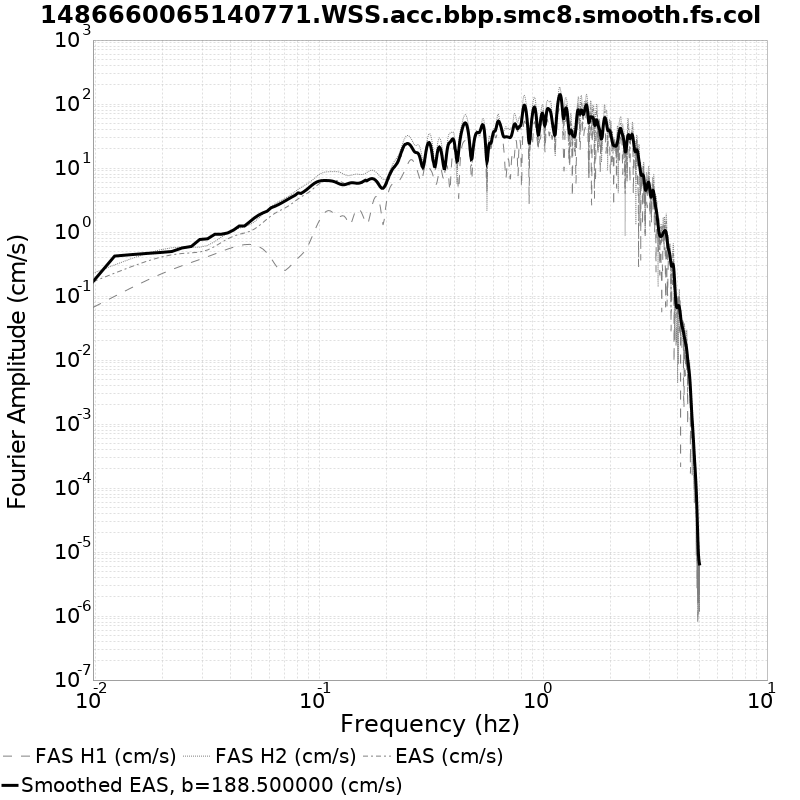 1486660065140771.WSS.acc.bbp.smc8.smooth.fs.col
10^3
10^2
10^1
10^0
10^-1
10^-2
10^-3
10^-4
10^-5
10^-6
10^-7
Fourier Amplitude (cm/s)
10^-2 10^-1 10^0 10^1
Frequency (hz)
FAS H1 (cm/s) FAS H2 (cm/s) EAS (cm/s)
Smoothed EAS, b=188.500000 (cm/s)